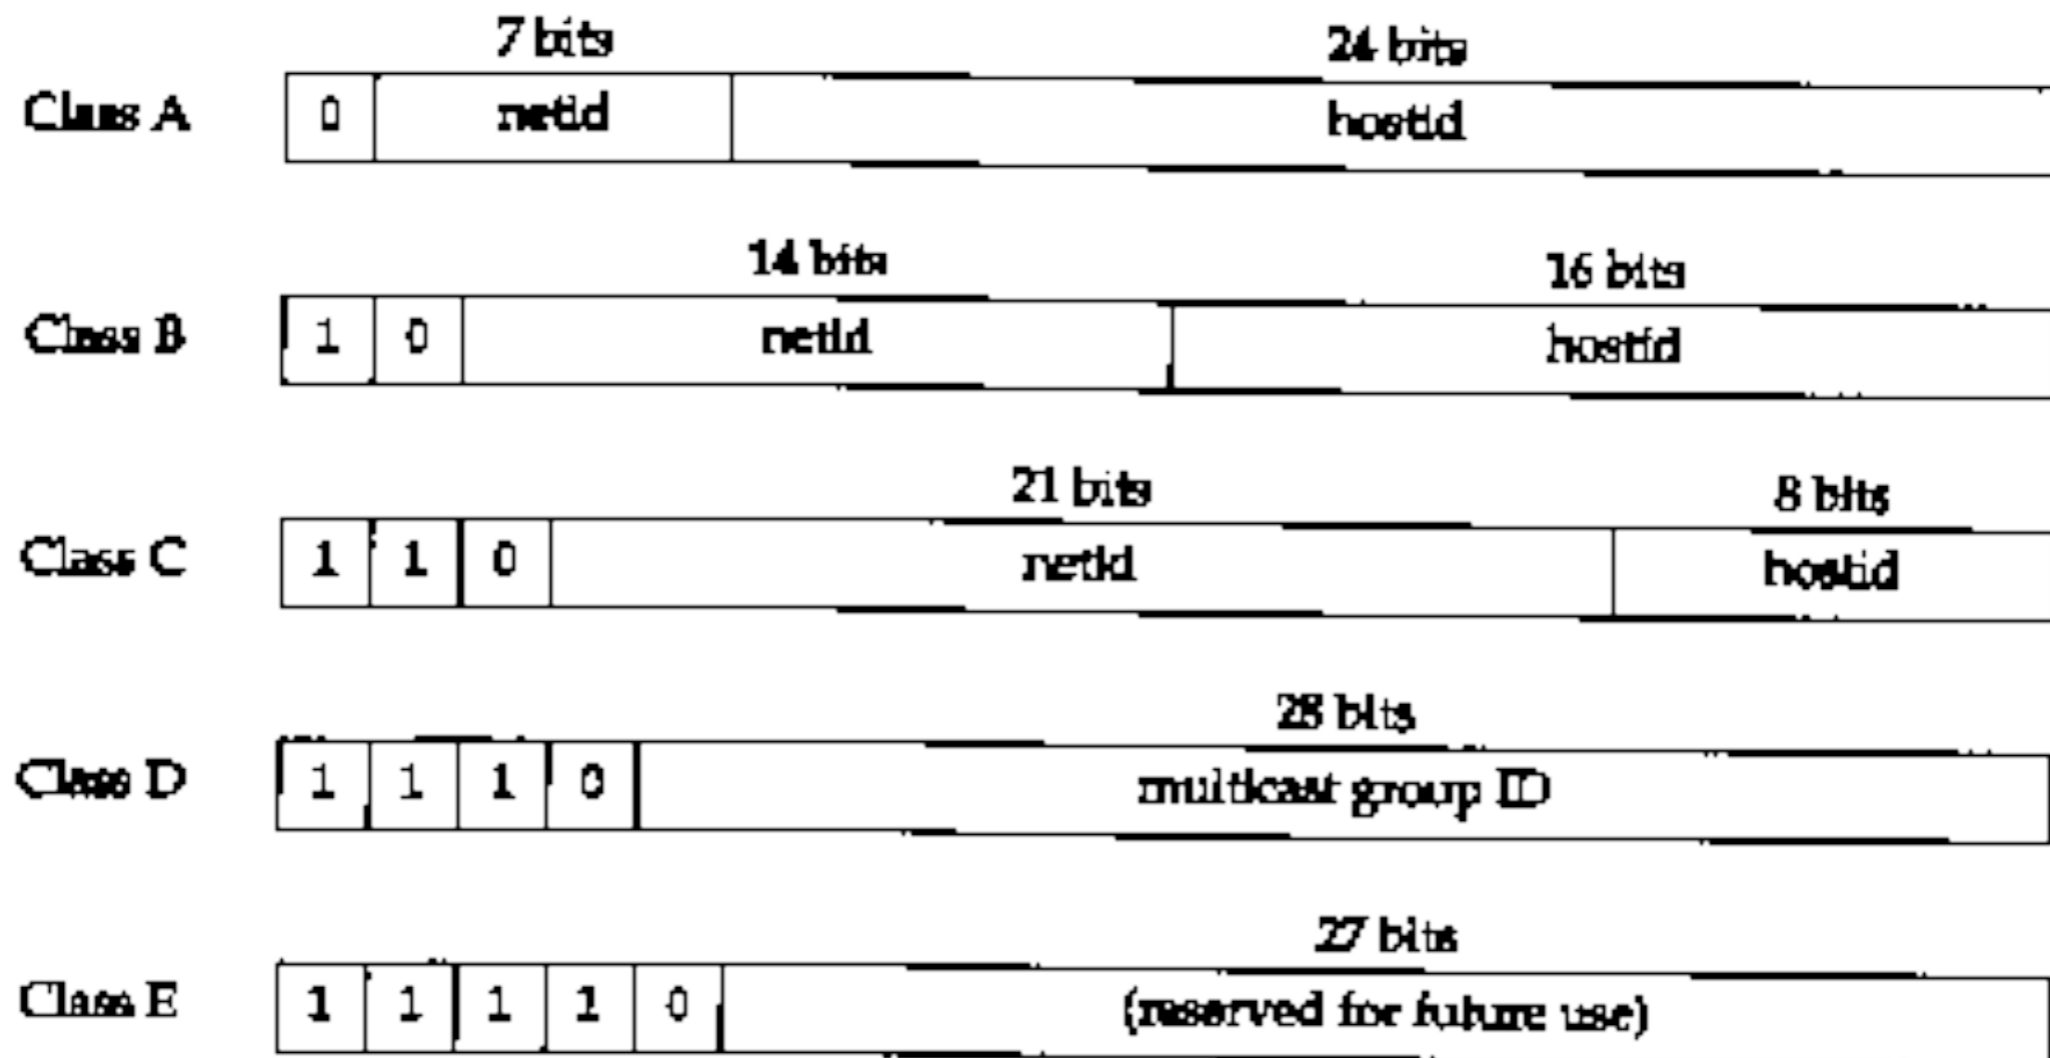 7 bits 24 bits
Class A 0 netid hostid
14 bits 16 bits
Class B 1 0 netid hostid
21 bits 8 bits
Class C 1 1 0 netid hostid
28 bits
Class D 1 1 1 0 multicast group ID
27 bits
Class E 1 1 1 1 0 (reserved for future use)